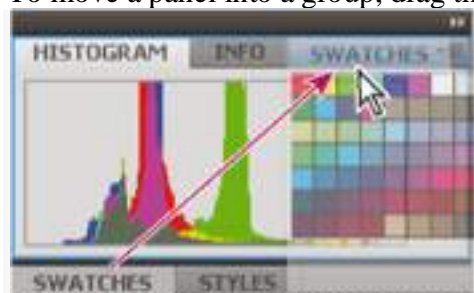 To move a panel into a group, drag th
HISTOGRAM INFO SWATCHES
SWATCHES STYLES